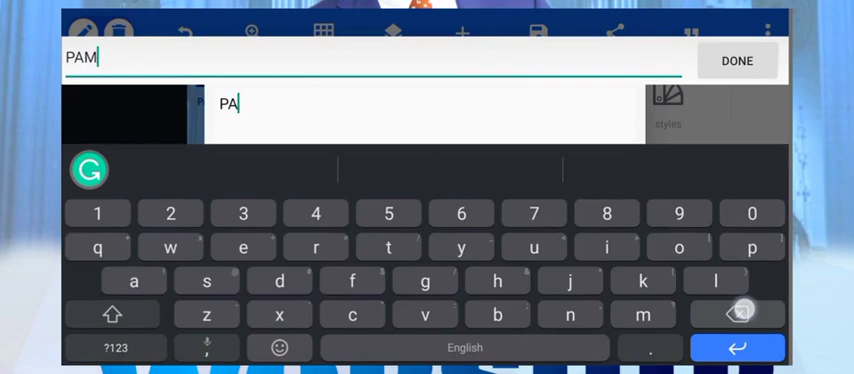 PAM
DONE
PA
styles
1 2 3 4 5 6 7 8 9 0
q w e r t y u i o p
a s d f g h j k l
z x c v b n m
?123 , English .